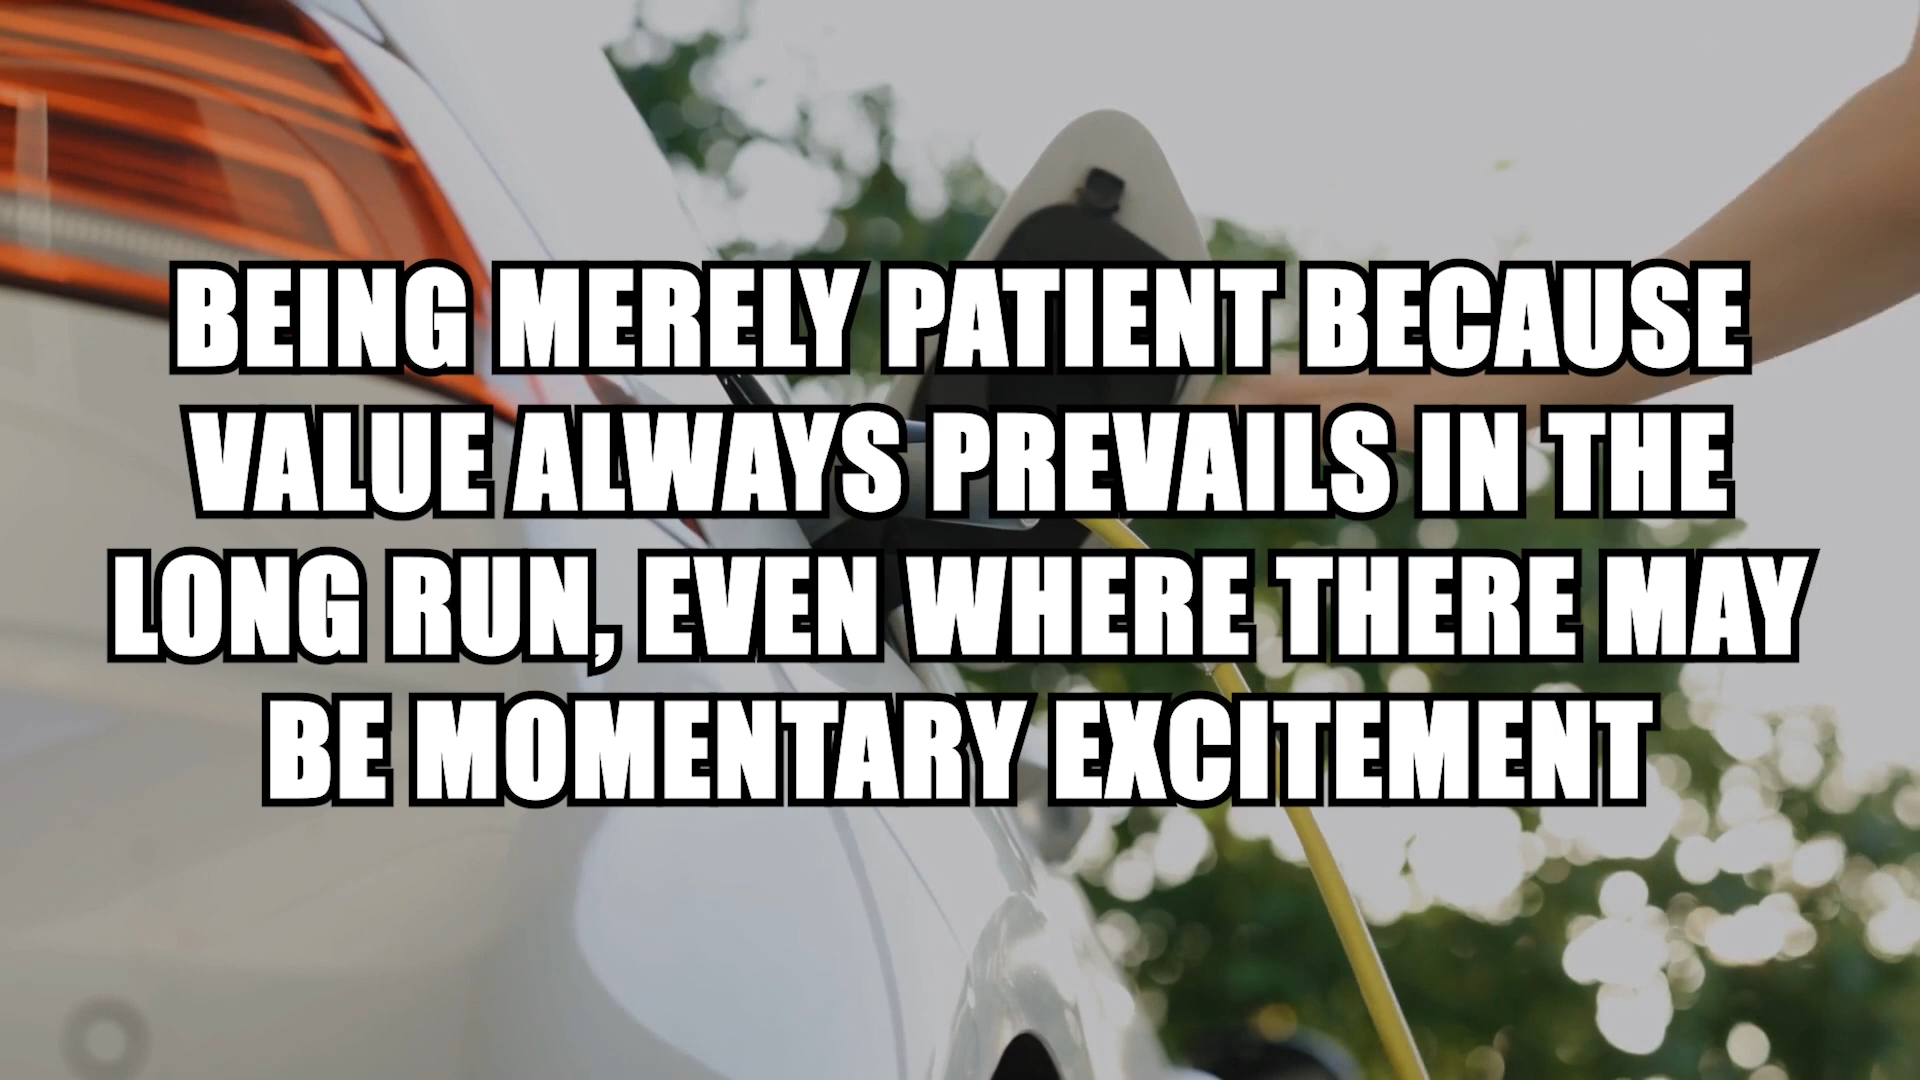 BEING MERELY PATIENT BECAUSE
VALUE ALWAYS PREVAILS IN THE
LONG RUN, EVEN WHERE THERE MAY
BE MOMENTARY EXCITEMENT